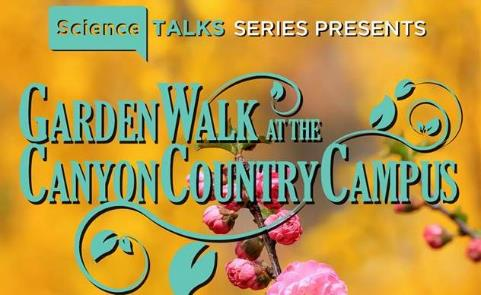 Science TALKS SERIES PRESENTS
GARDEN WALK AT THE
CANYON COUNTRY CAMPUS